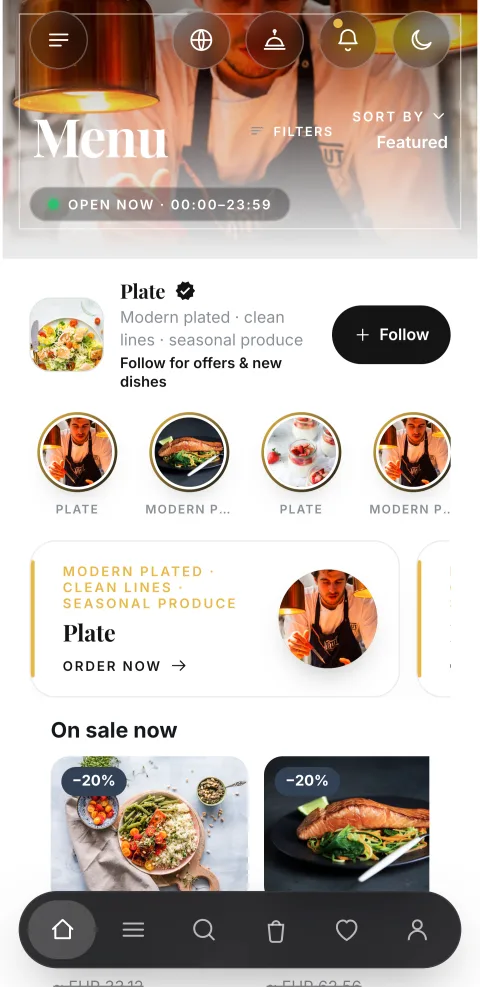 Menu
FILTERS
SORT BY
Featured
OPEN NOW · 00:00–23:59
Plate
Modern plated · clean
lines · seasonal produce
Follow for offers & new
dishes
+ Follow
PLATE
MODERN P...
PLATE
MODERN P...
MODERN PLATED ·
CLEAN LINES ·
SEASONAL PRODUCE
Plate
ORDER NOW →
On sale now
−20%
−20%